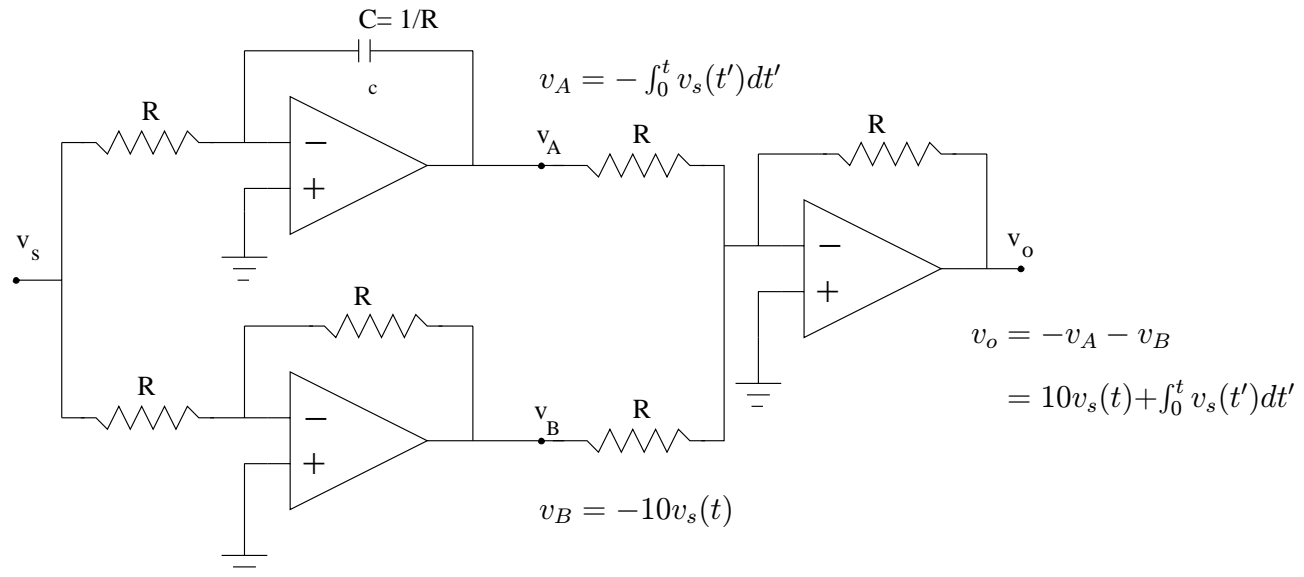 C= 1/R
c
v_A = − ∫_0^t v_s(t′)dt′
R
−
+
v_A
R
R
v_s
−
+
v_o
R
R
−
+
v_B
R
v_o = −v_A − v_B
= 10v_s(t)+∫_0^t v_s(t′)dt′
v_B = −10v_s(t)